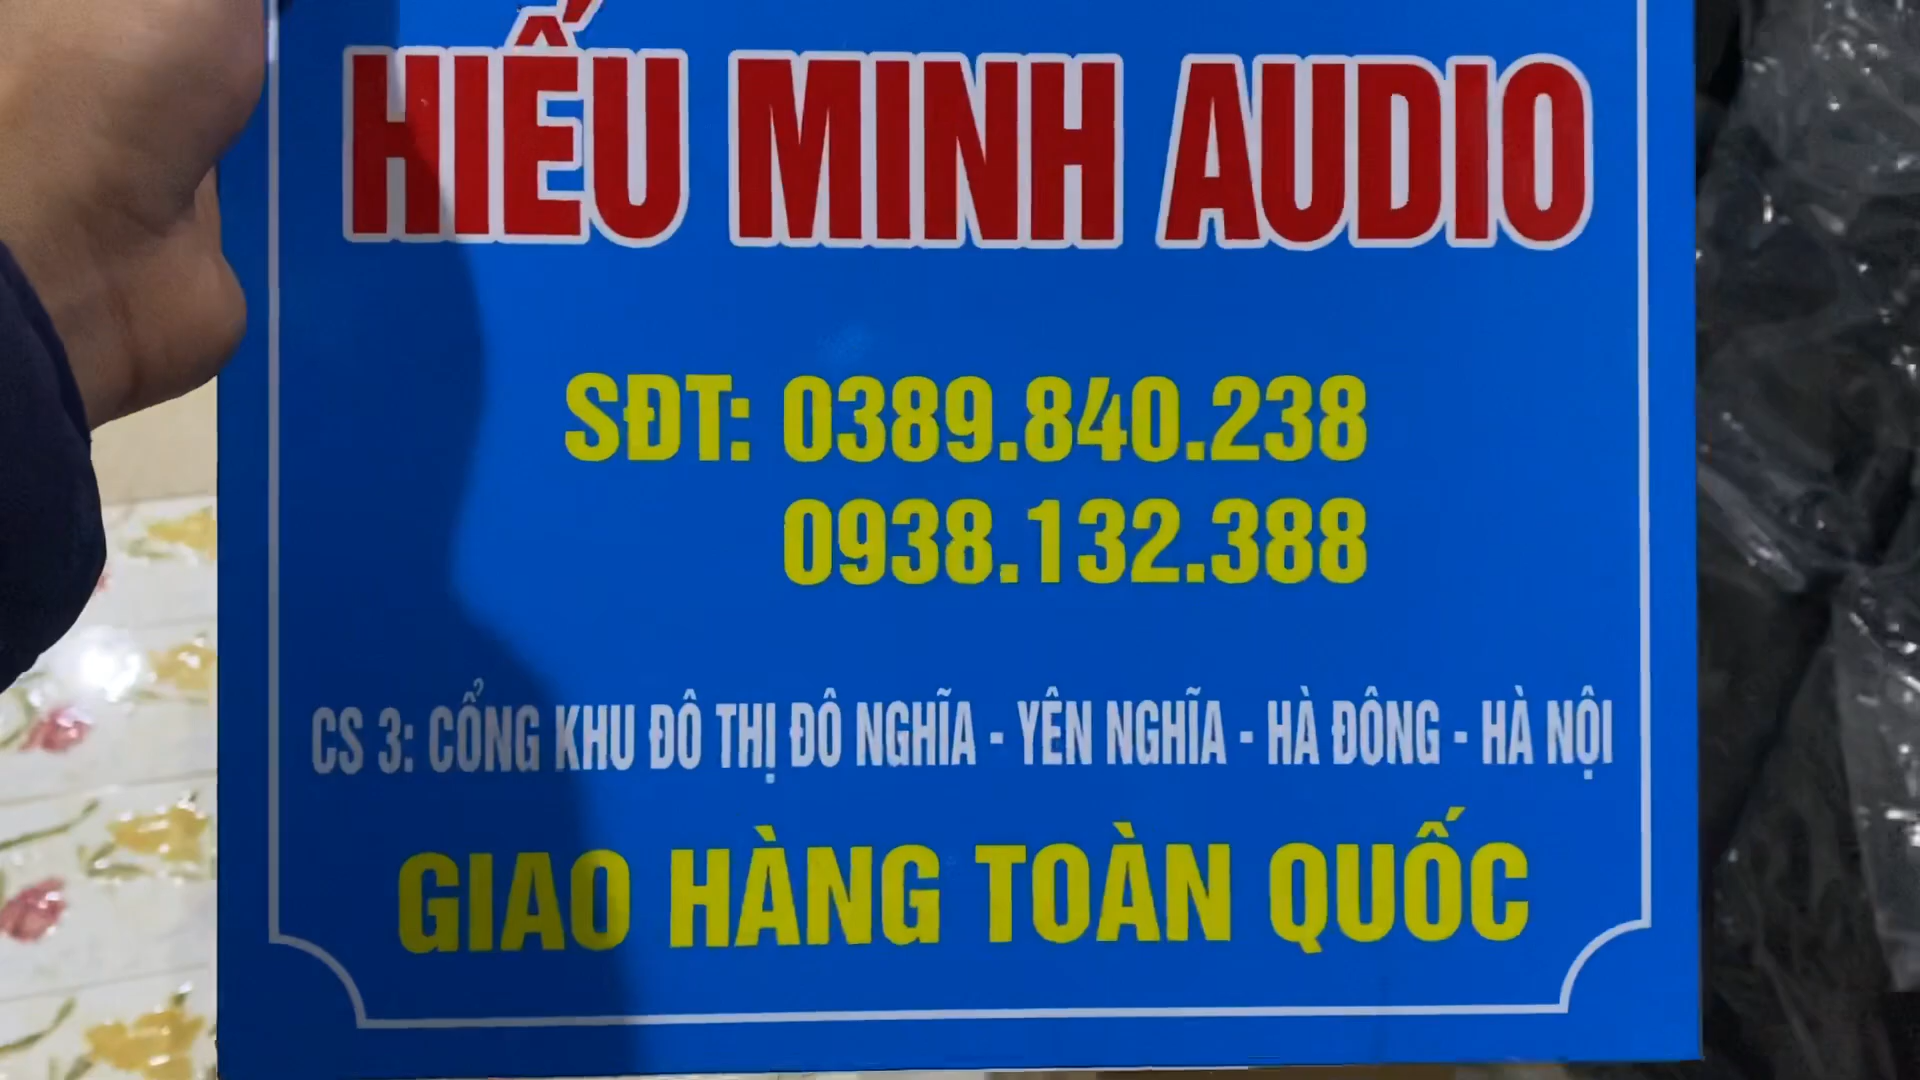 HIẾU MINH AUDIO
SĐT: 0389.840.238
0938.132.388
CS 3: CỔNG KHU ĐÔ THỊ ĐÔ NGHĨA - YÊN NGHĨA - HÀ ĐÔNG - HÀ NỘI
GIAO HÀNG TOÀN QUỐC